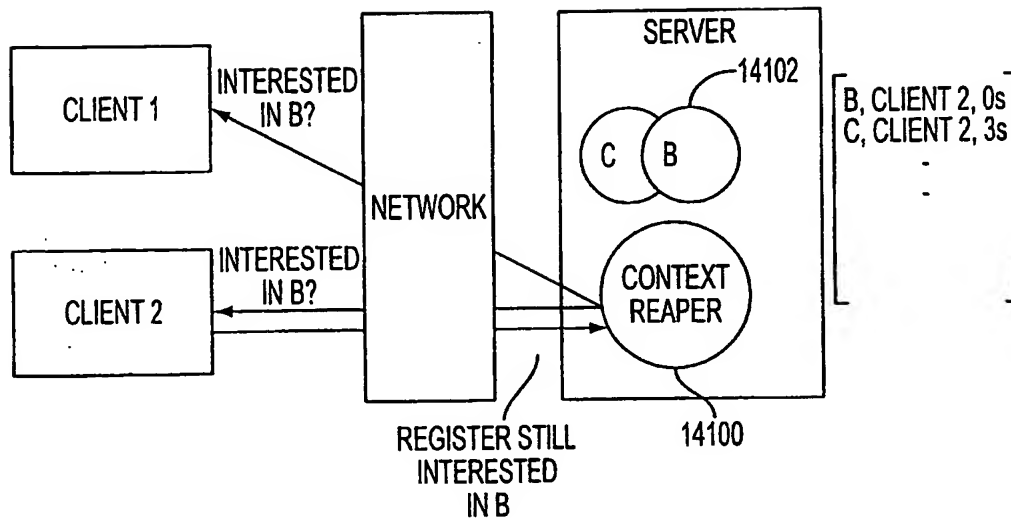 SERVER
14102
INTERESTED
IN B?
CLIENT 1
B, CLIENT 2, 0s
C, CLIENT 2, 3s
-
-
C
B
NETWORK
INTERESTED
IN B?
CLIENT 2
CONTEXT
REAPER
REGISTER STILL
INTERESTED
IN B
14100